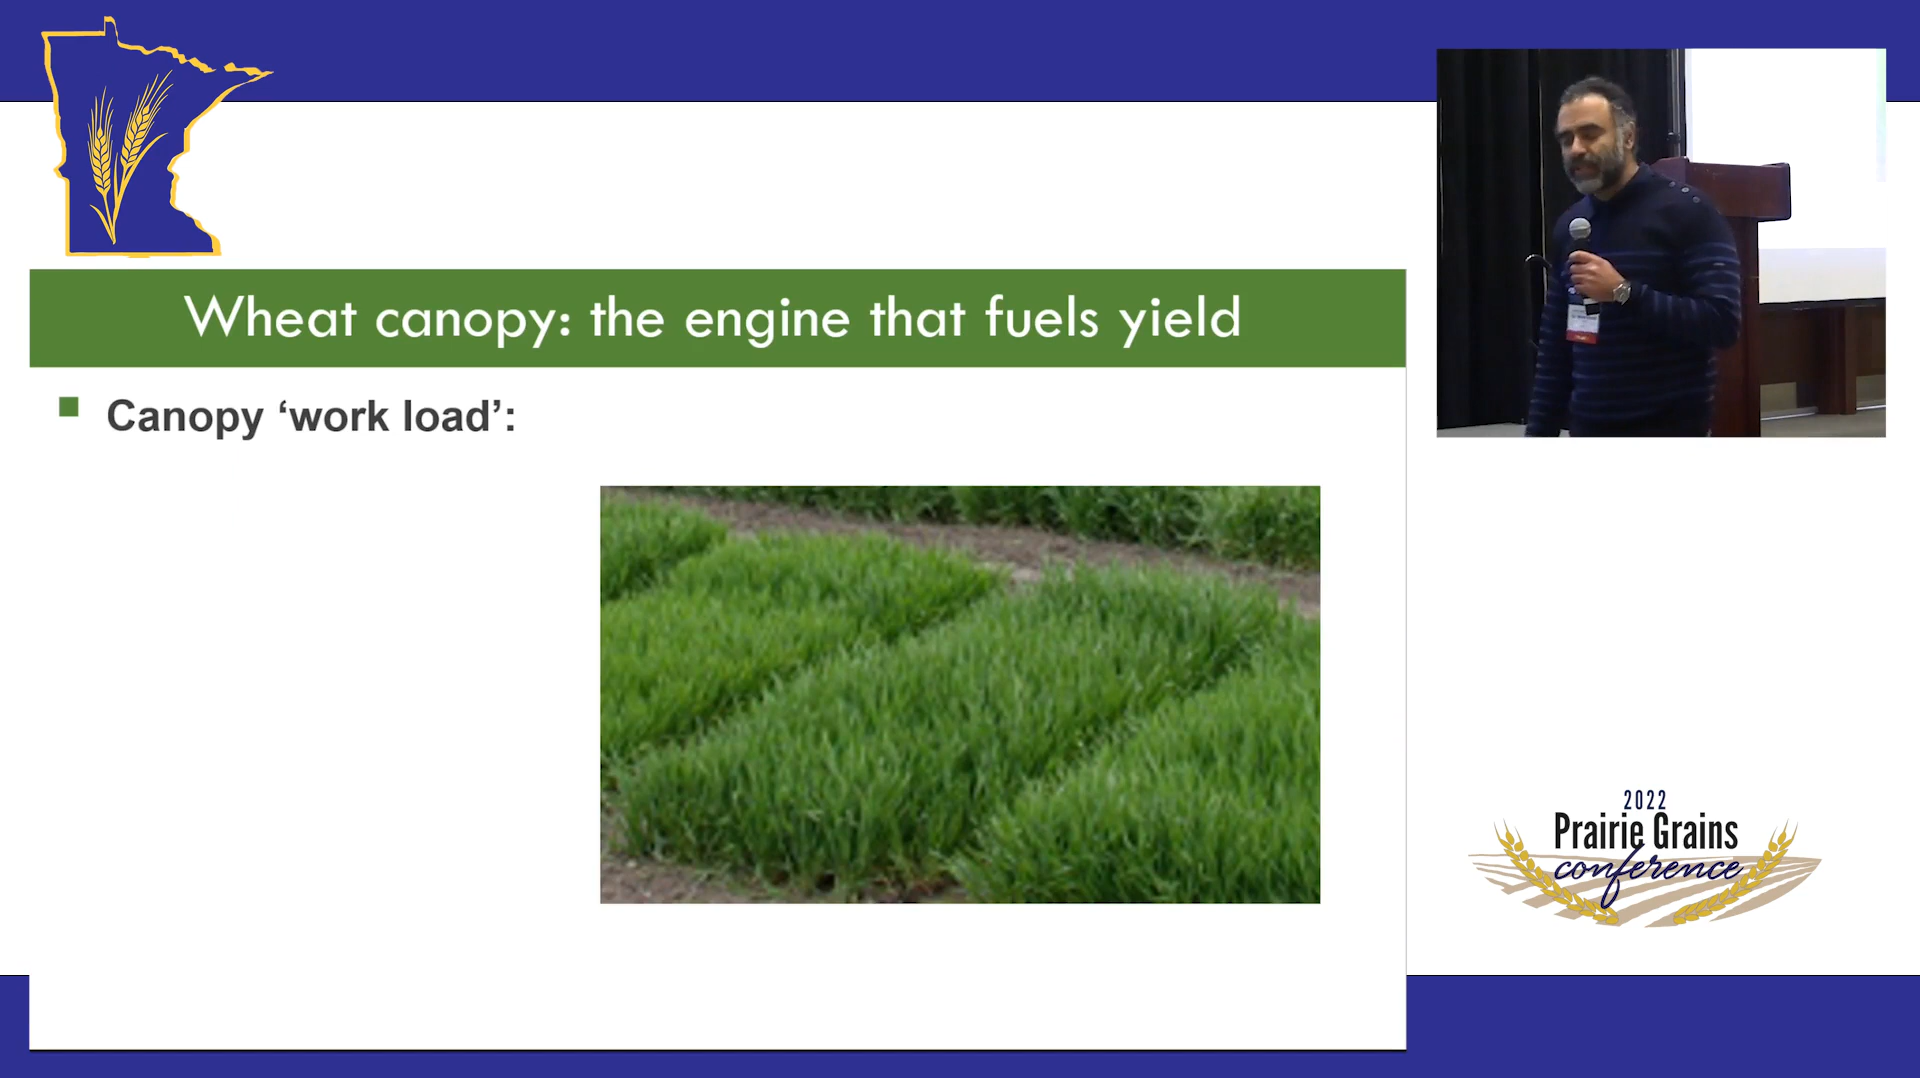 Wheat canopy: the engine that fuels yield
Canopy ‘work load’:
2022
Prairie Grains
conference